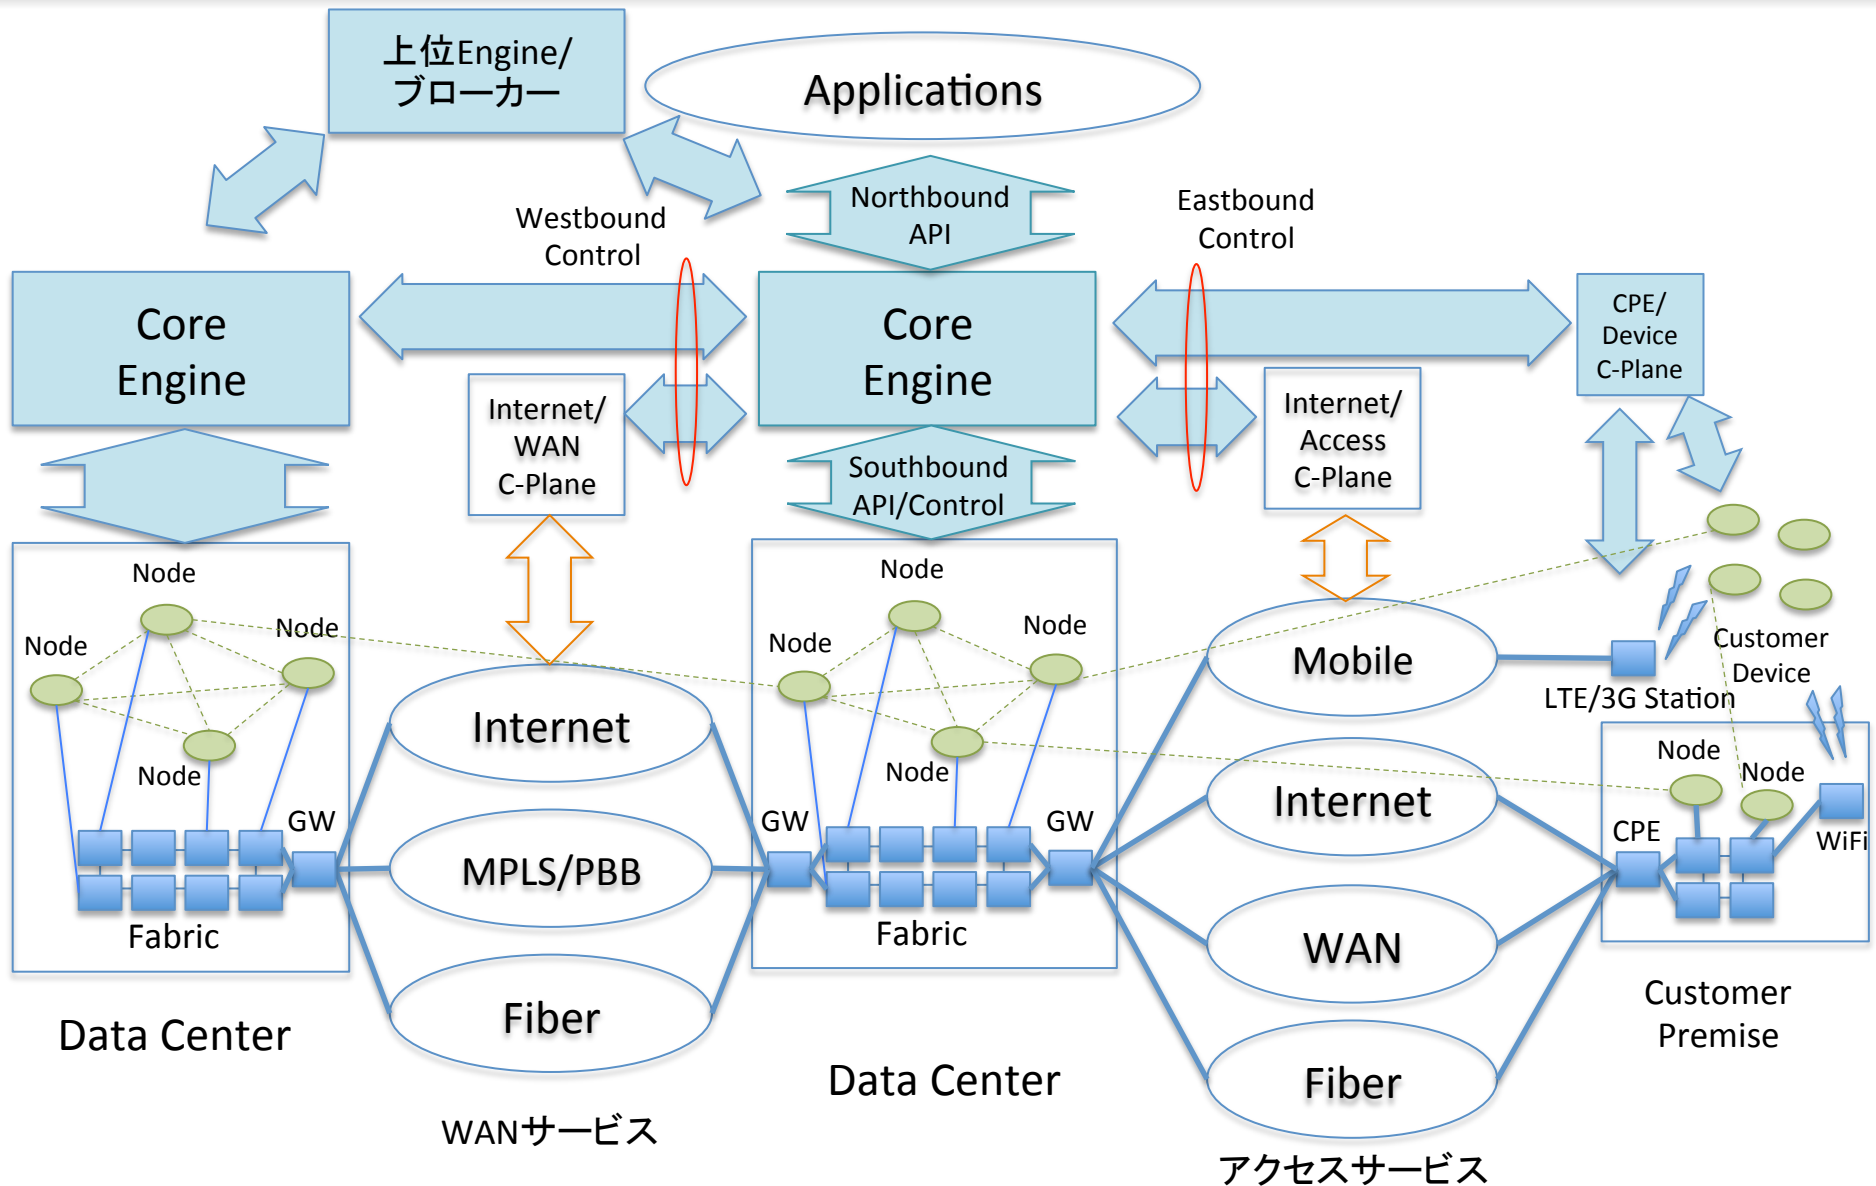 上位Engine/
ブローカー
Applications
Northbound
API
Westbound
Control
Eastbound
Control
Core
Engine
Core
Engine
CPE/
Device
C-Plane
Internet/
WAN
C-Plane
Internet/
Access
C-Plane
Southbound
API/Control
Node
Node
Node
Node
GW
Fabric
Data Center
Internet
MPLS/PBB
Fiber
WANサービス
Node
Node
Node
Node
GW
GW
Fabric
Data Center
Mobile
Internet
WAN
Fiber
アクセスサービス
Customer
Device
LTE/3G Station
Node
Node
CPE
WiFi
Customer
Premise